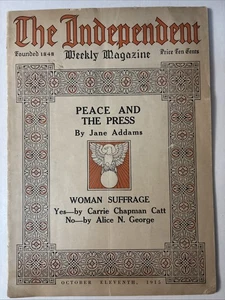 The Independent
Founded 1848
Weekly Magazine
Price Ten Cents
PEACE AND
THE PRESS
By Jane Addams
WOMAN SUFFRAGE
Yes—by Carrie Chapman Catt
No—by Alice N. George
OCTOBER ELEVENTH, 1915